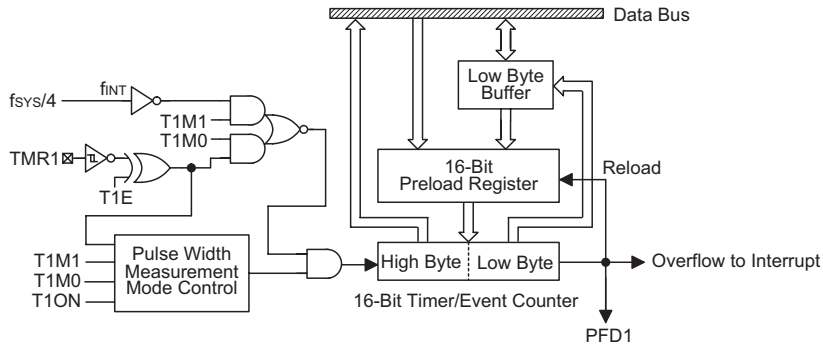 Data Bus
fSYS/4
fINT
T1M1
T1M0
TMR1
T1E
Low Byte
Buffer
16-Bit
Preload Register
Reload
T1M1
T1M0
T1ON
Pulse Width
Measurement
Mode Control
High Byte
Low Byte
Overflow to Interrupt
16-Bit Timer/Event Counter
PFD1